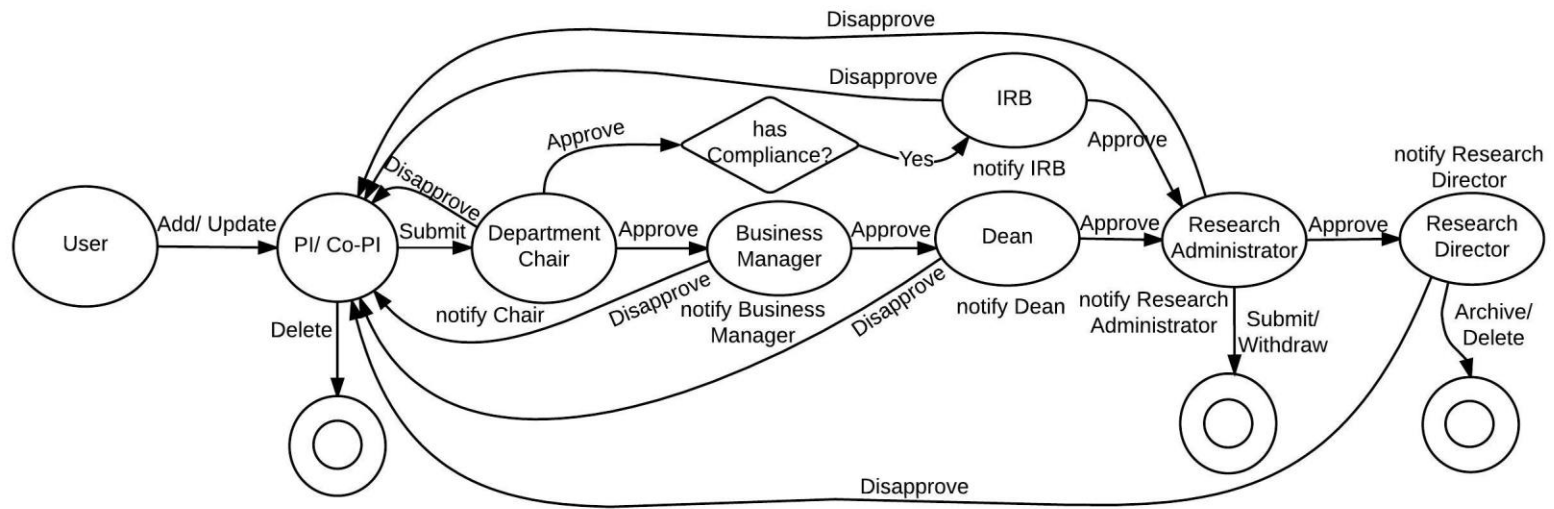 Disapprove
Disapprove
IRB
has
Compliance?
Approve
Yes
notify IRB
Approve
notify Research
Director
Disapprove
User
Add/ Update
PI/ Co-PI
Submit
Department
Chair
Approve
Business
Manager
Approve
Dean
Approve
Research
Administrator
Approve
Research
Director
notify Chair
Disapprove
notify Business
Manager
Disapprove
notify Dean
notify Research
Administrator
Delete
Submit/
Withdraw
Archive/
Delete
Disapprove